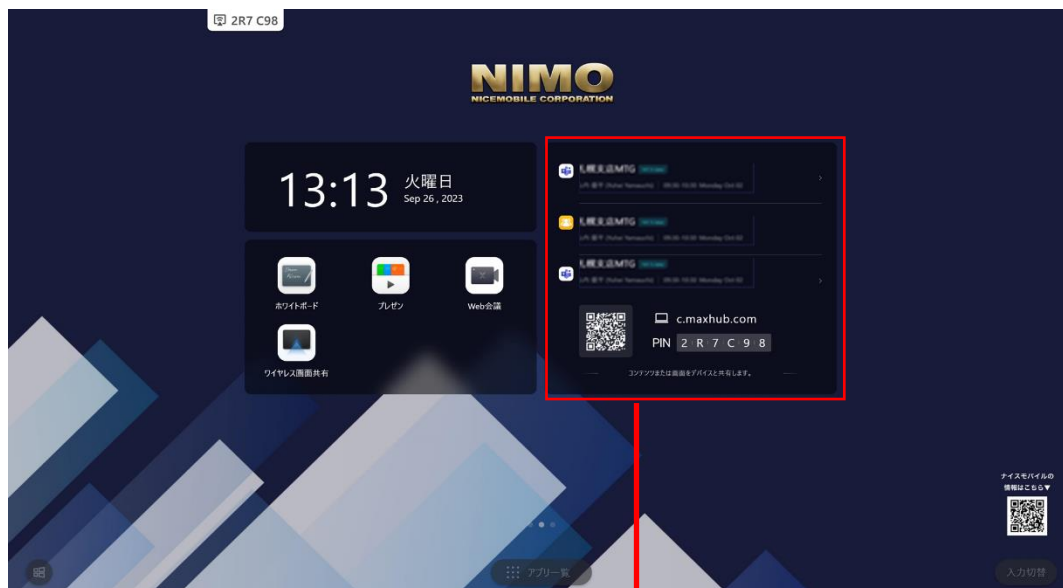 2R7 C98
NIMO
NICEMOBILE CORPORATION
13:13
火曜日
Sep 26 , 2023
札幌支店MTG
札幌支店MTG
札幌支店MTG
ホワイトボード
プレゼン
Web会議
ワイヤレス画面共有
c.maxhub.com
PIN 2 R 7 C 9 8
コンテンツまたは画面をデバイスと共有します。
ナイスモバイルの
情報はこちら▼
アプリ一覧
入力切替